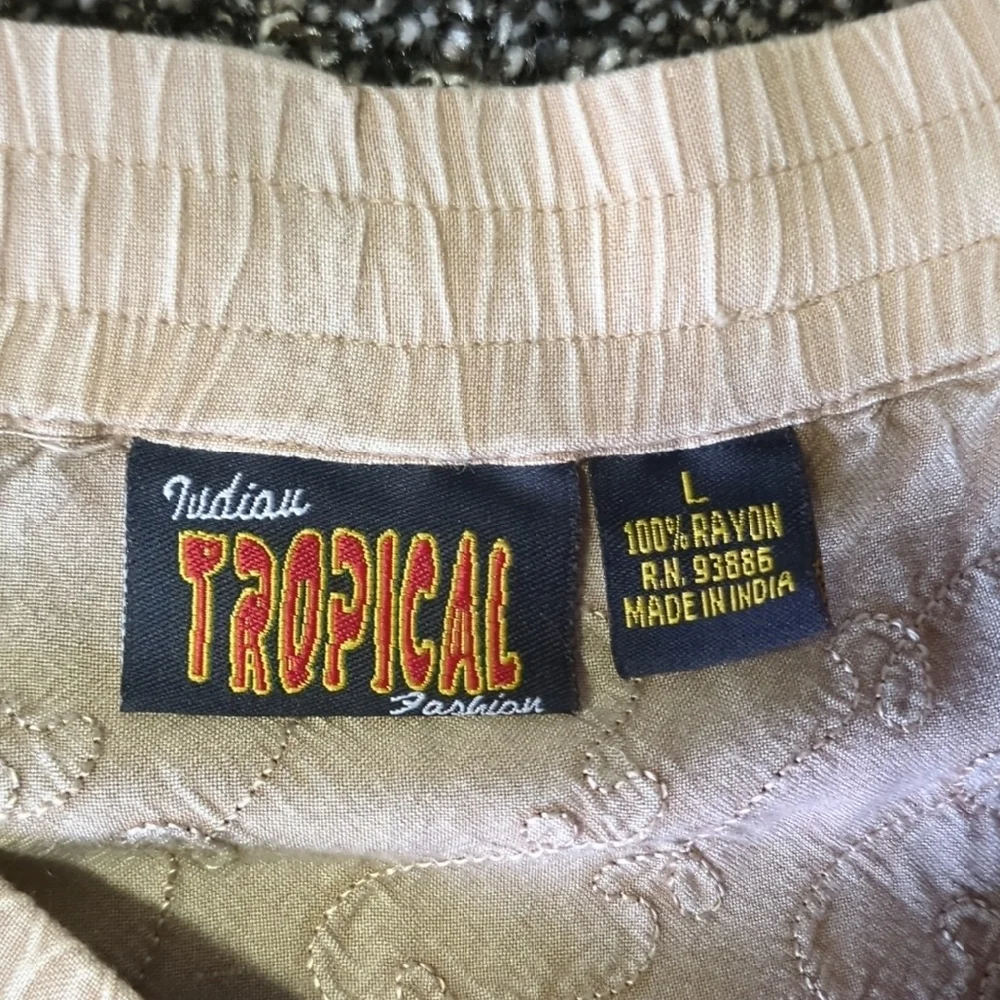 Indian
TROPICAL
Fashion
L
100% RAYON
R.N. 93886
MADE IN INDIA